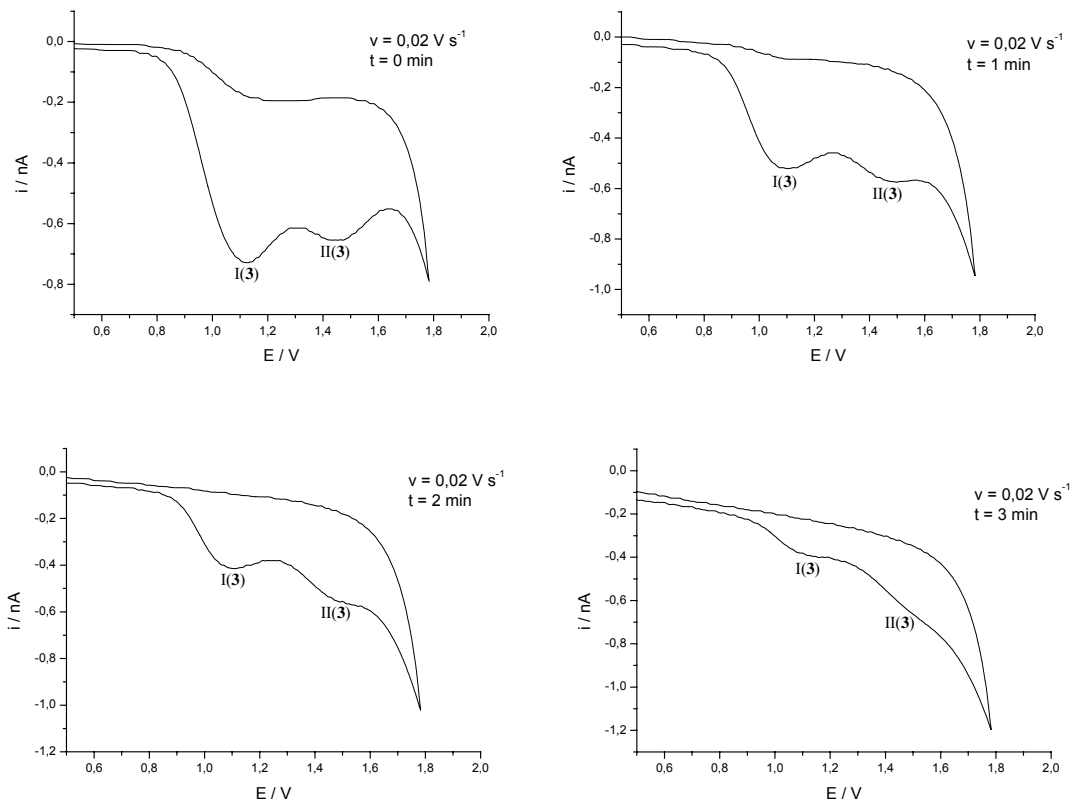 v = 0,02 V s-1
t = 0 min
0,0
-0,2
-0,4
-0,6
-0,8
i / nA
I(3)
II(3)
0,6 0,8 1,0 1,2 1,4 1,6 1,8 2,0
E / V
v = 0,02 V s-1
t = 1 min
0,0
-0,2
-0,4
-0,6
-0,8
-1,0
i / nA
I(3)
II(3)
0,6 0,8 1,0 1,2 1,4 1,6 1,8 2,0
E / V
v = 0,02 V s-1
t = 2 min
0,0
-0,2
-0,4
-0,6
-0,8
-1,0
-1,2
i / nA
I(3)
II(3)
0,6 0,8 1,0 1,2 1,4 1,6 1,8 2,0
E / V
v = 0,02 V s-1
t = 3 min
0,0
-0,2
-0,4
-0,6
-0,8
-1,0
-1,2
i / nA
I(3)
II(3)
0,6 0,8 1,0 1,2 1,4 1,6 1,8 2,0
E / V